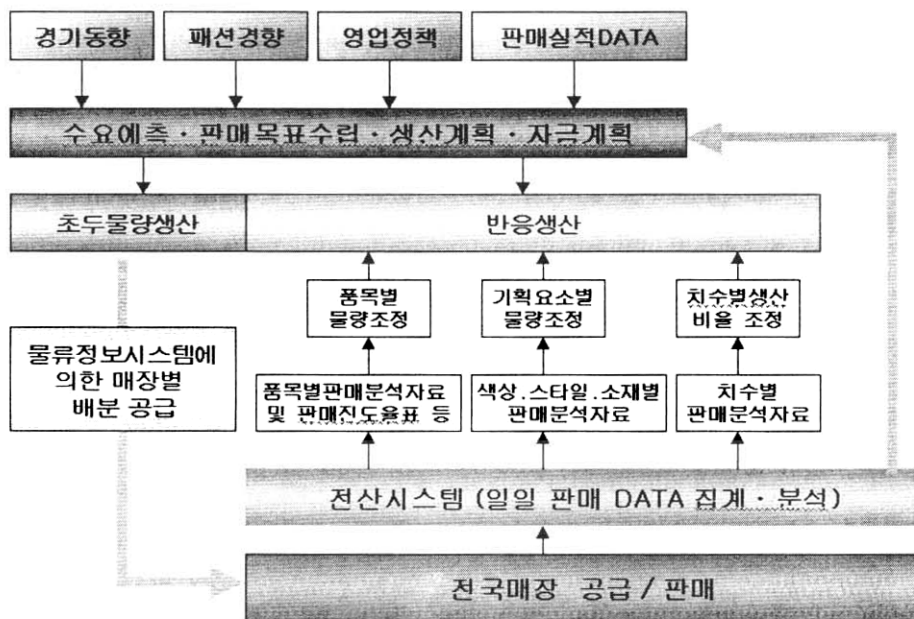 경기동향
패션경향
영업정책
판매실적DATA
수요예측·판매목표수립·생산계획·자금계획
초두물량생산
반응생산
품목별
물량조정
기획요소별
물량조정
치수별생산
비율 조정
물류정보시스템에
의한 매장별
배분 공급
품목별판매분석자료
및 판매진도율표 등
색상.스타일.소재별
판매분석자료
치수별
판매분석자료
전산시스템 (일일 판매 DATA 집계·분석)
전국매장 공급 / 판매